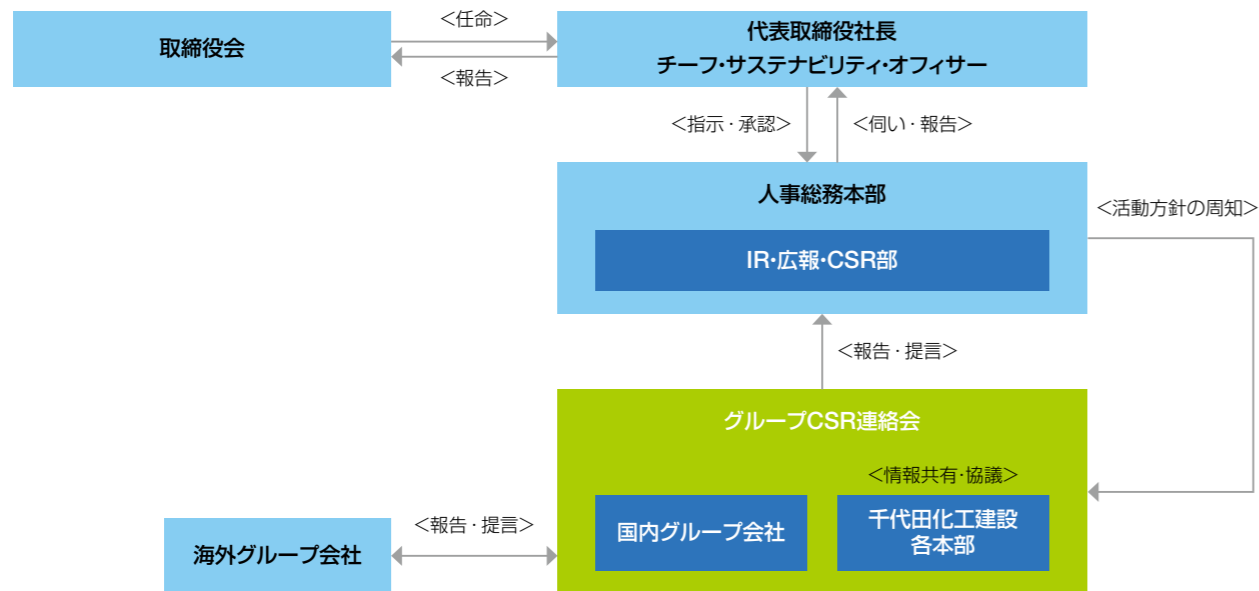 取締役会
<任命>
<報告>
代表取締役社長
チーフ・サステナビリティ・オフィサー
<指示・承認>
<伺い・報告>
人事総務本部
IR・広報・CSR部
<活動方針の周知>
<報告・提言>
グループCSR連絡会
<情報共有・協議>
国内グループ会社
千代田化工建設
各本部
<報告・提言>
海外グループ会社